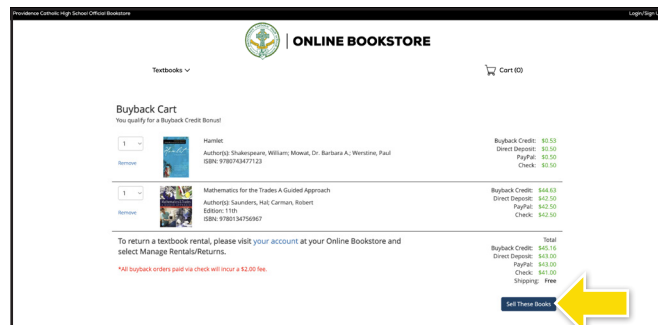 Providence Catholic High School Official Bookstore
Login/Sign U
ONLINE BOOKSTORE
Textbooks
Cart (0)
Buyback Cart
You qualify for a Buyback Credit Bonus!
1
Remove
Hamlet
Author(s): Shakespeare, William; Mowat, Dr. Barbara A.; Werstine, Paul
ISBN: 9780743477123
Buyback Credit: $0.53
Direct Deposit: $0.50
PayPal: $0.50
Check: $0.50
1
Remove
Mathematics for the Trades A Guided Approach
Author(s): Saunders, Hal; Carman, Robert
Edition: 11th
ISBN: 9780134756967
Buyback Credit: $44.63
Direct Deposit: $42.50
PayPal: $42.50
Check: $42.50
To return a textbook rental, please visit your account at your Online Bookstore and
select Manage Rentals/Returns.
*All buyback orders paid via check will incur a $2.00 fee.
Total
Buyback Credit: $45.16
Direct Deposit: $43.00
PayPal: $43.00
Check: $41.00
Shipping: Free
Sell These Books